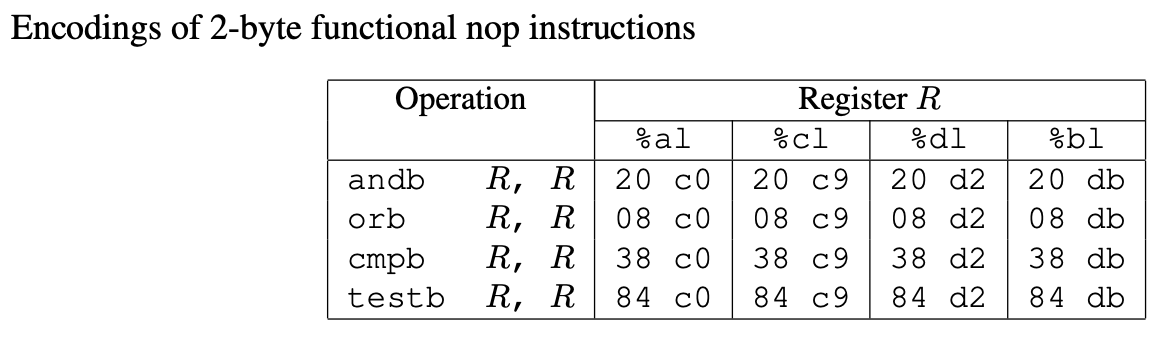 Encodings of 2-byte functional nop instructions
Operation Register R
%al %cl %dl %bl
andb R, R 20 c0 20 c9 20 d2 20 db
orb R, R 08 c0 08 c9 08 d2 08 db
cmpb R, R 38 c0 38 c9 38 d2 38 db
testb R, R 84 c0 84 c9 84 d2 84 db